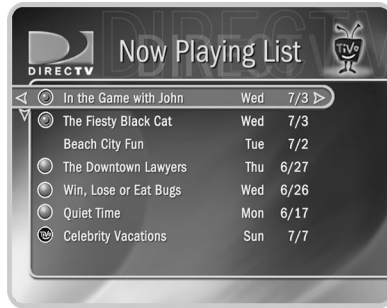 DIRECTV
Now Playing List
TiVo
DIRECTV
In the Game with John Wed 7/3
The Fiesty Black Cat Wed 7/3
Beach City Fun Tue 7/2
The Downtown Lawyers Thu 6/27
Win, Lose or Eat Bugs Wed 6/26
Quiet Time Mon 6/17
TiVo Celebrity Vacations Sun 7/7